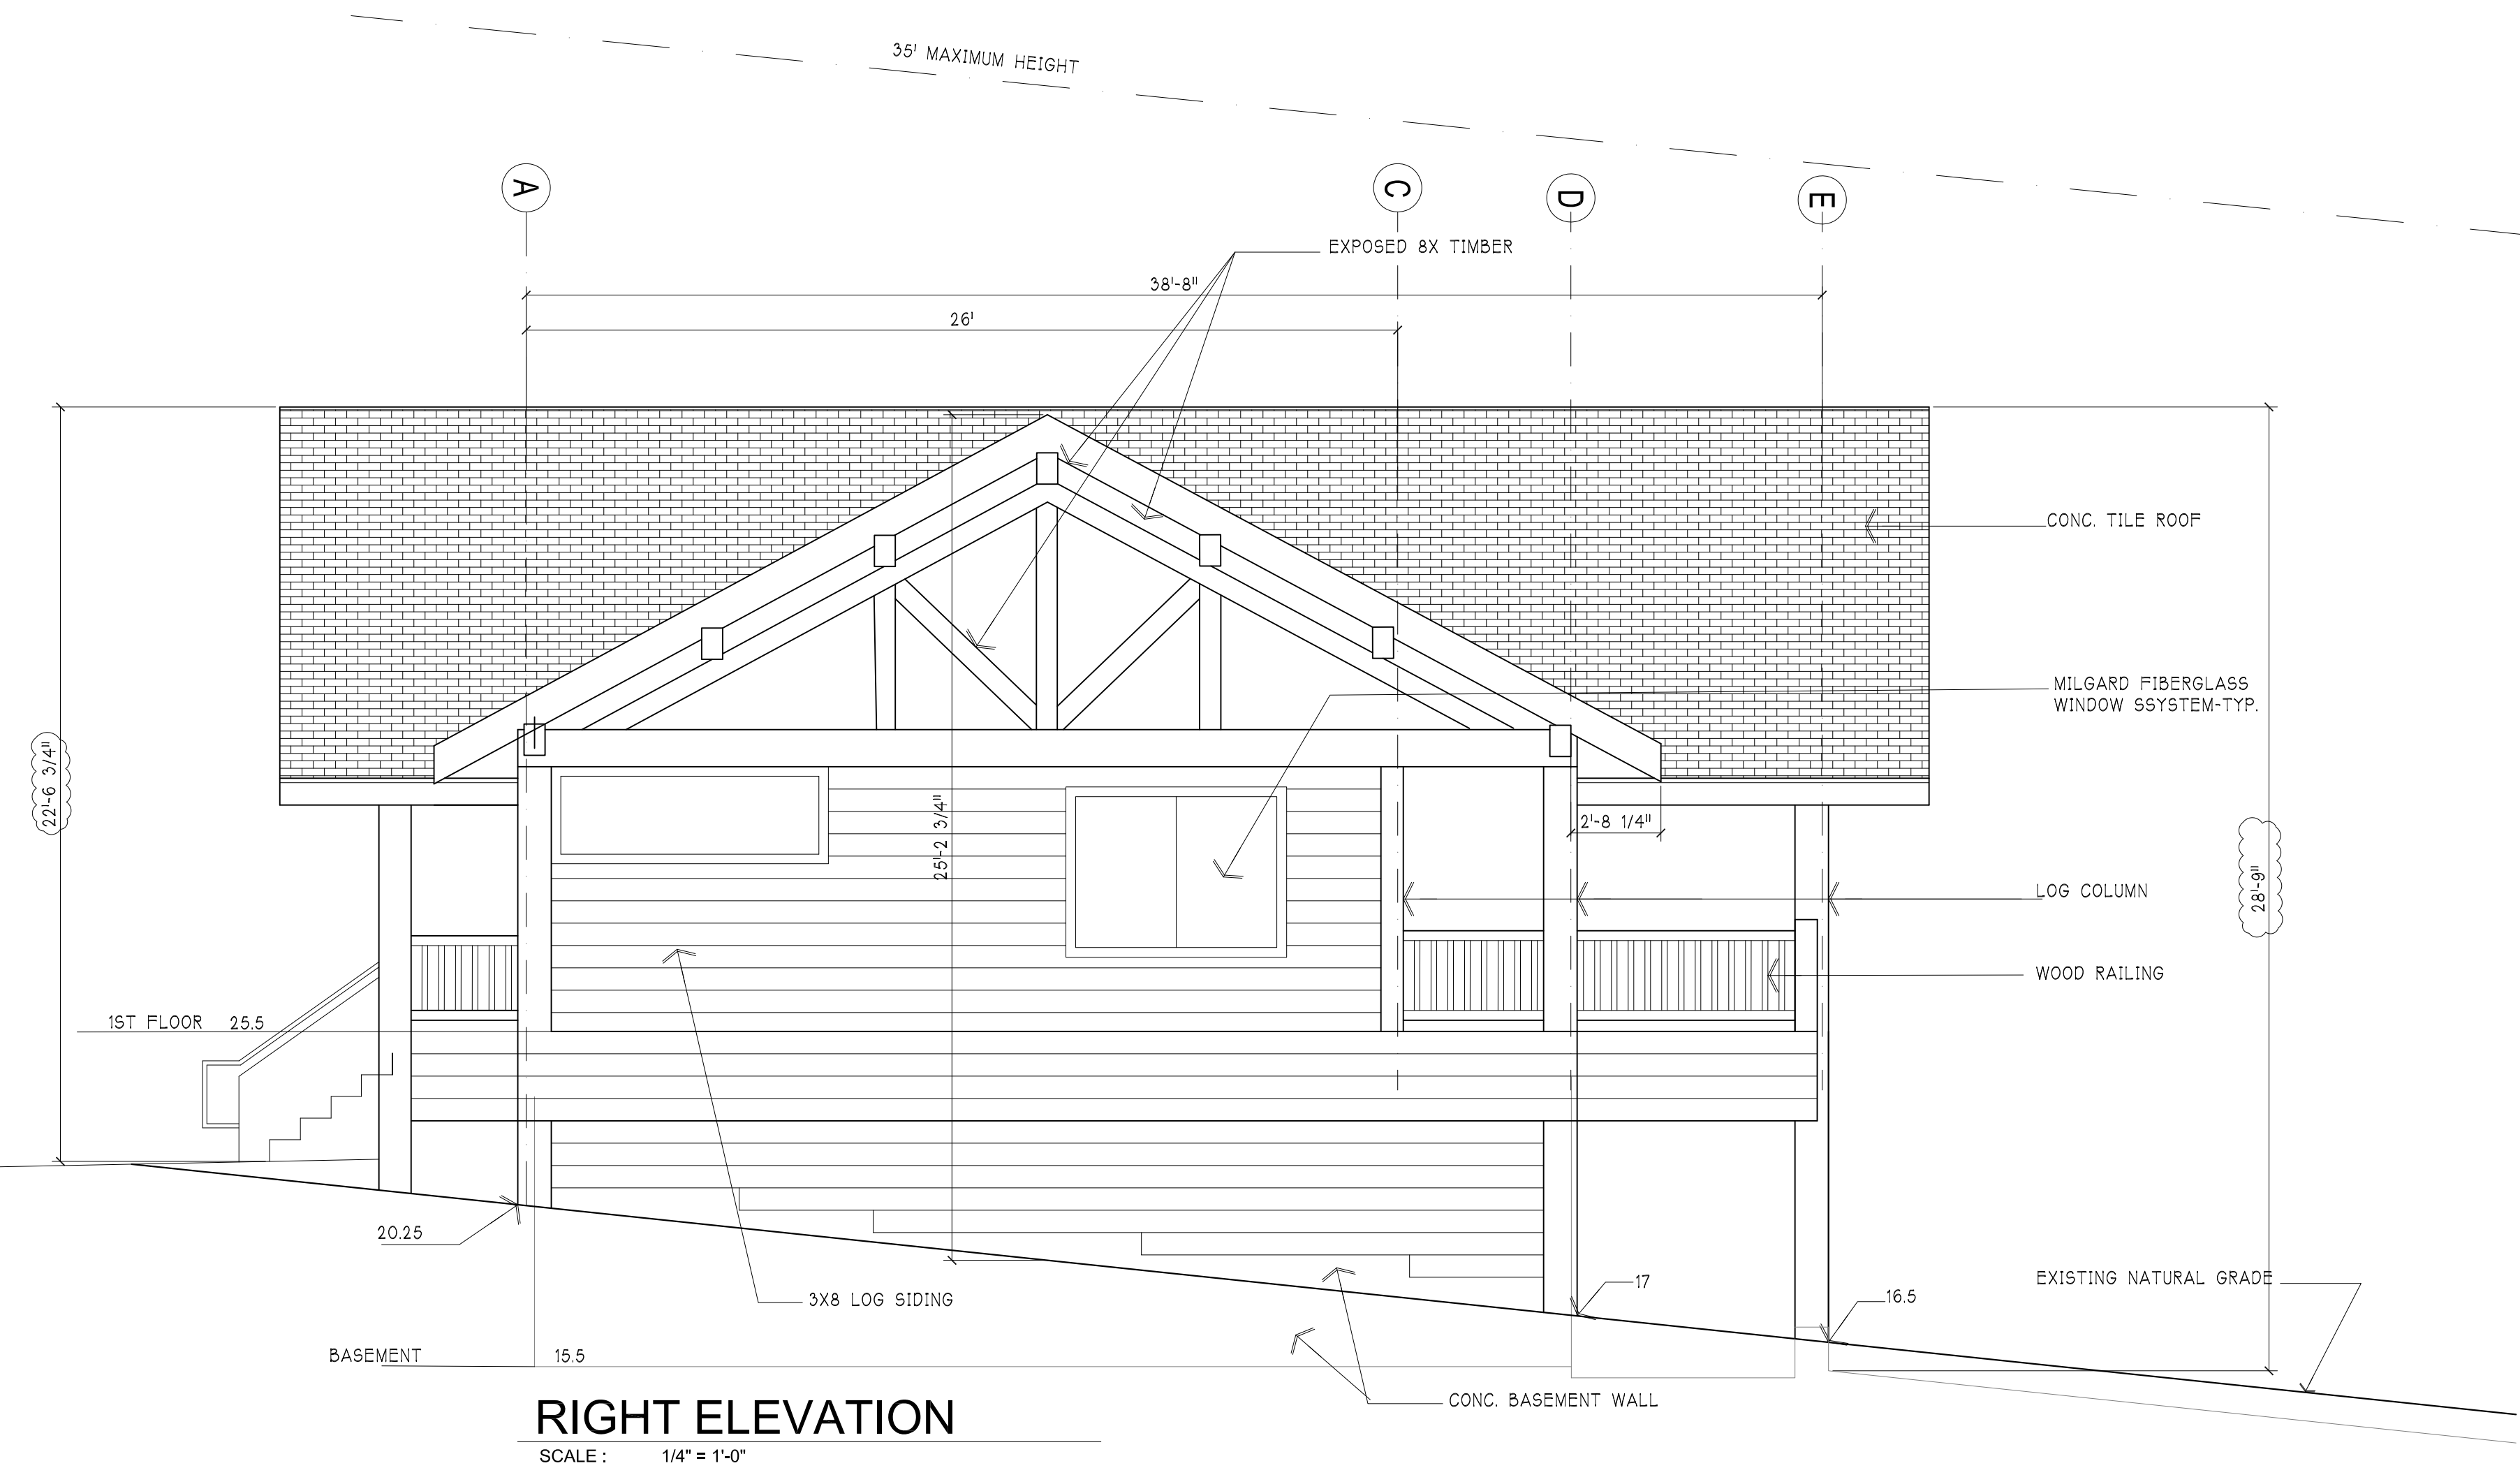 35' MAXIMUM HEIGHT
A
C
D
E
EXPOSED 8X TIMBER
38'-8"
26'
CONC. TILE ROOF
MILGARD FIBERGLASS
WINDOW SSYSTEM-TYP.
22'-6 3/4"
25'-2 3/4"
2'-8 1/4"
28'-9"
LOG COLUMN
WOOD RAILING
1ST FLOOR 25.5
20.25
3X8 LOG SIDING
17
16.5
EXISTING NATURAL GRADE
BASEMENT 15.5
CONC. BASEMENT WALL
RIGHT ELEVATION
SCALE : 1/4" = 1'-0"